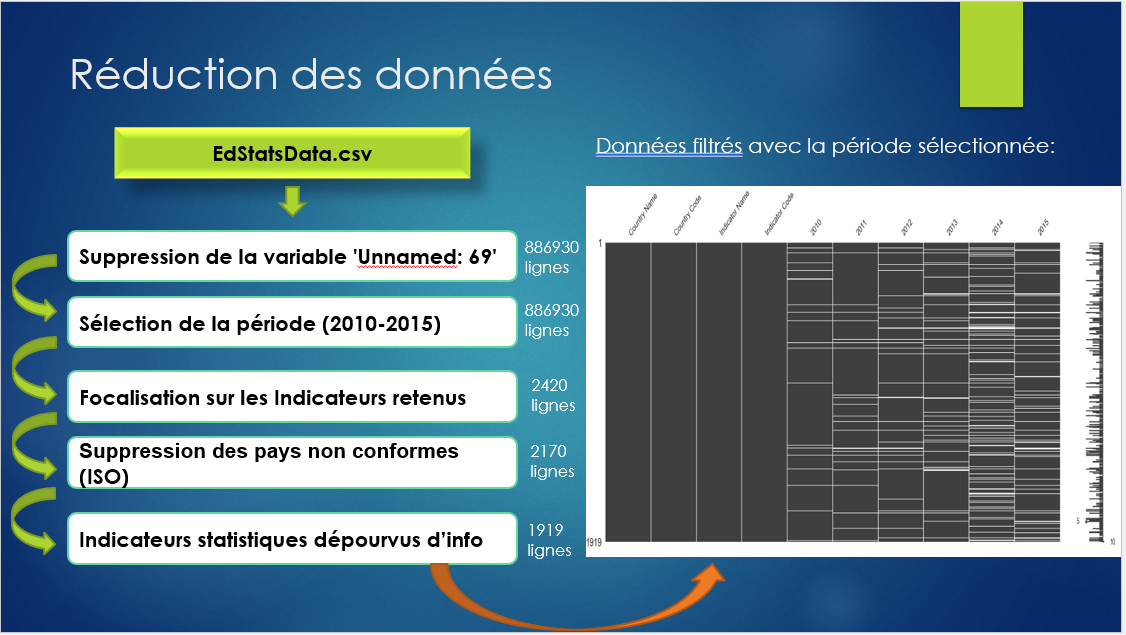 Réduction des données
EdStatsData.csv
Données filtrés avec la période sélectionnée:
Suppression de la variable 'Unnamed: 69'
886930
lignes
Sélection de la période (2010-2015)
886930
lignes
Focalisation sur les Indicateurs retenus
2420
lignes
Suppression des pays non conformes
(ISO)
2170
lignes
Indicateurs statistiques dépourvus d'info
1919
lignes
Country Name
Country Code
Indicator Name
Indicator Code
2010
2011
2012
2013
2014
2015
1
1919
5
10